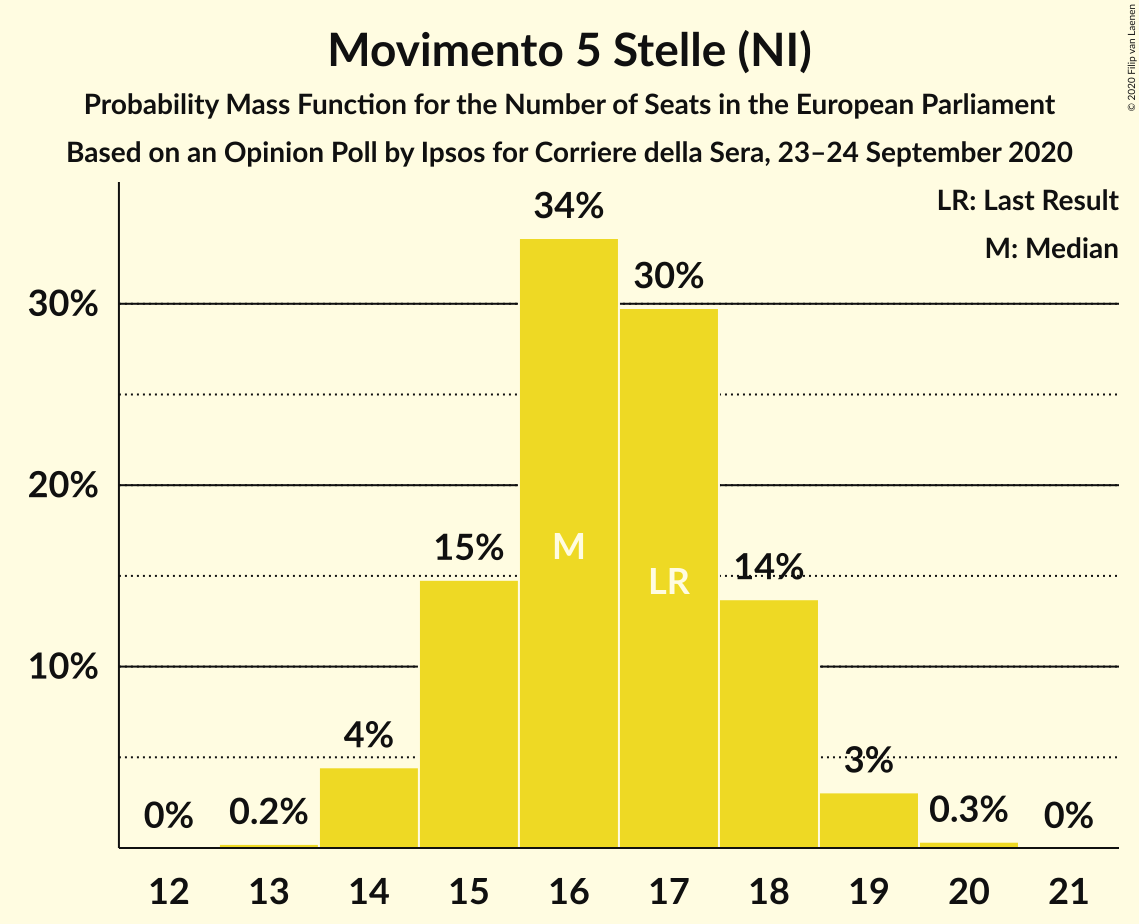 Movimento 5 Stelle (NI)
Probability Mass Function for the Number of Seats in the European Parliament
Based on an Opinion Poll by Ipsos for Corriere della Sera, 23–24 September 2020
© 2020 Filip van Laenen
LR: Last Result
M: Median
34%
30%
30%
20%
15%
M
14%
LR
10%
4%
3%
0%
0.2%
0.3%
0%
12 13 14 15 16 17 18 19 20 21